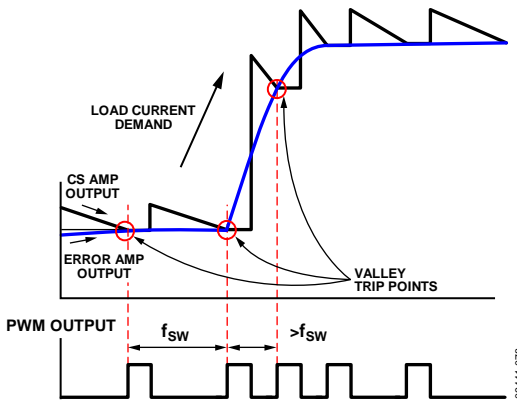 LOAD CURRENT
DEMAND
CS AMP
OUTPUT
ERROR AMP
OUTPUT
VALLEY
TRIP POINTS
PWM OUTPUT
fSW
>fSW